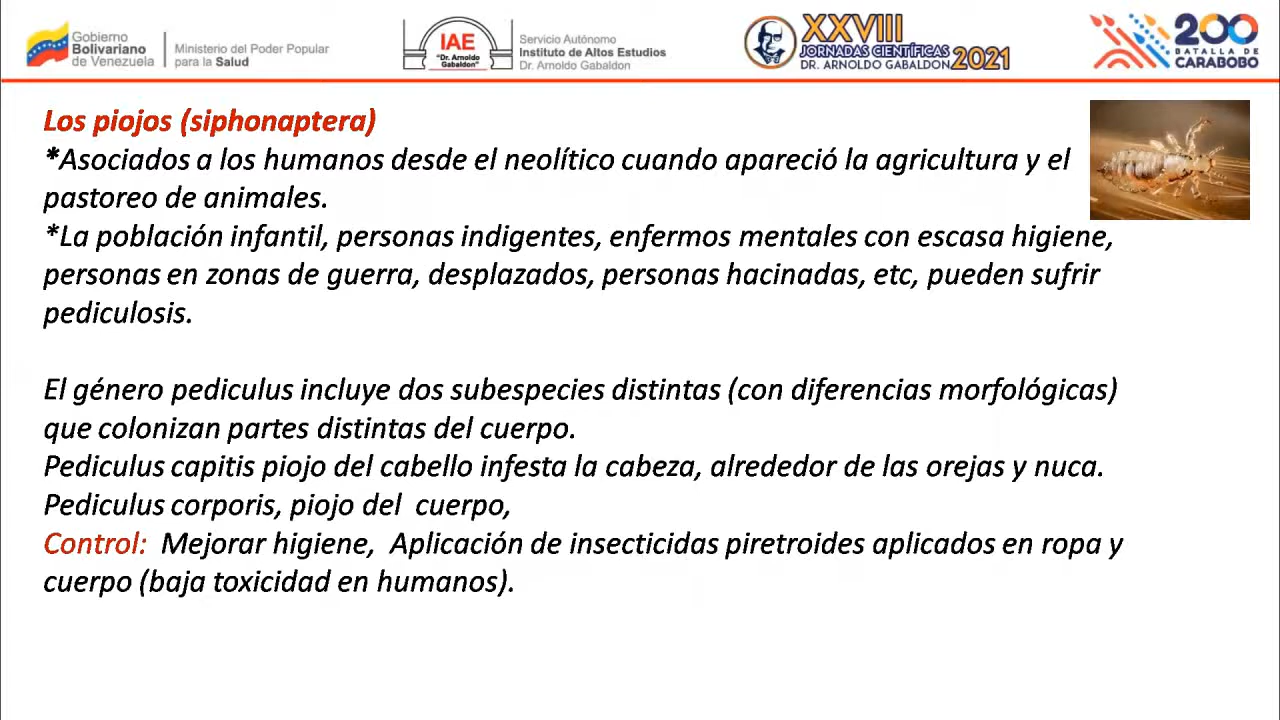 Gobierno
Bolivariano
de Venezuela
Ministerio del Poder Popular
para la Salud
IAE
"Dr. Arnoldo
Gabaldon"
Servicio Autónomo
Instituto de Altos Estudios
Dr. Arnoldo Gabaldon
XXVIII
JORNADAS CIENTÍFICAS
DR. ARNOLDO GABALDON 2021
200
BATALLA DE
CARABOBO
Los piojos (siphonaptera)
*Asociados a los humanos desde el neolítico cuando apareció la agricultura y el
pastoreo de animales.
*La población infantil, personas indigentes, enfermos mentales con escasa higiene,
personas en zonas de guerra, desplazados, personas hacinadas, etc, pueden sufrir
pediculosis.
El género pediculus incluye dos subespecies distintas (con diferencias morfológicas)
que colonizan partes distintas del cuerpo.
Pediculus capitis piojo del cabello infesta la cabeza, alrededor de las orejas y nuca.
Pediculus corporis, piojo del cuerpo,
Control: Mejorar higiene, Aplicación de insecticidas piretroides aplicados en ropa y
cuerpo (baja toxicidad en humanos).